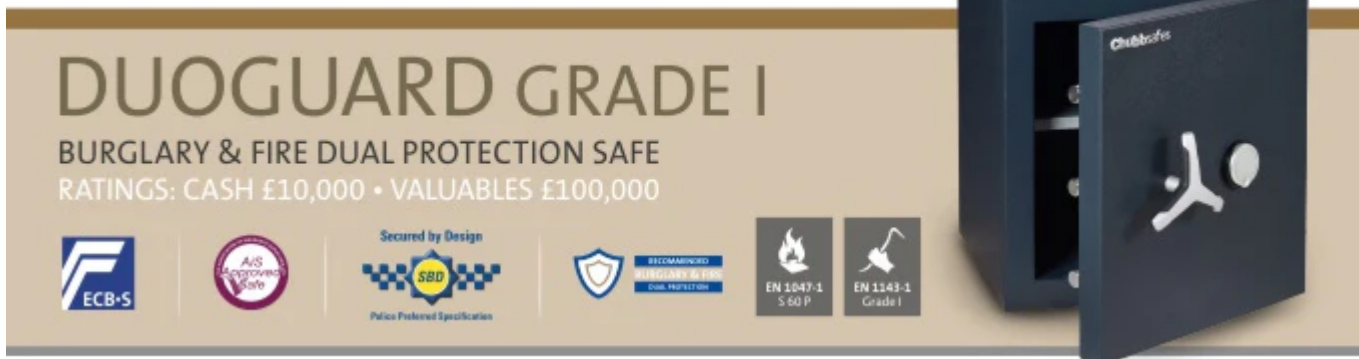 Chubbsafes
DUOGUARD GRADE I
BURGLARY & FIRE DUAL PROTECTION SAFE
RATINGS: CASH £10,000 • VALUABLES £100,000
ECB•S
AiS
Approved
Safe
Secured by Design
SBD
Police Preferred Specification
RECOMMENDED
BURGLARY & FIRE
DUAL PROTECTION
EN 1047-1
S 60 P
EN 1143-1
Grade I